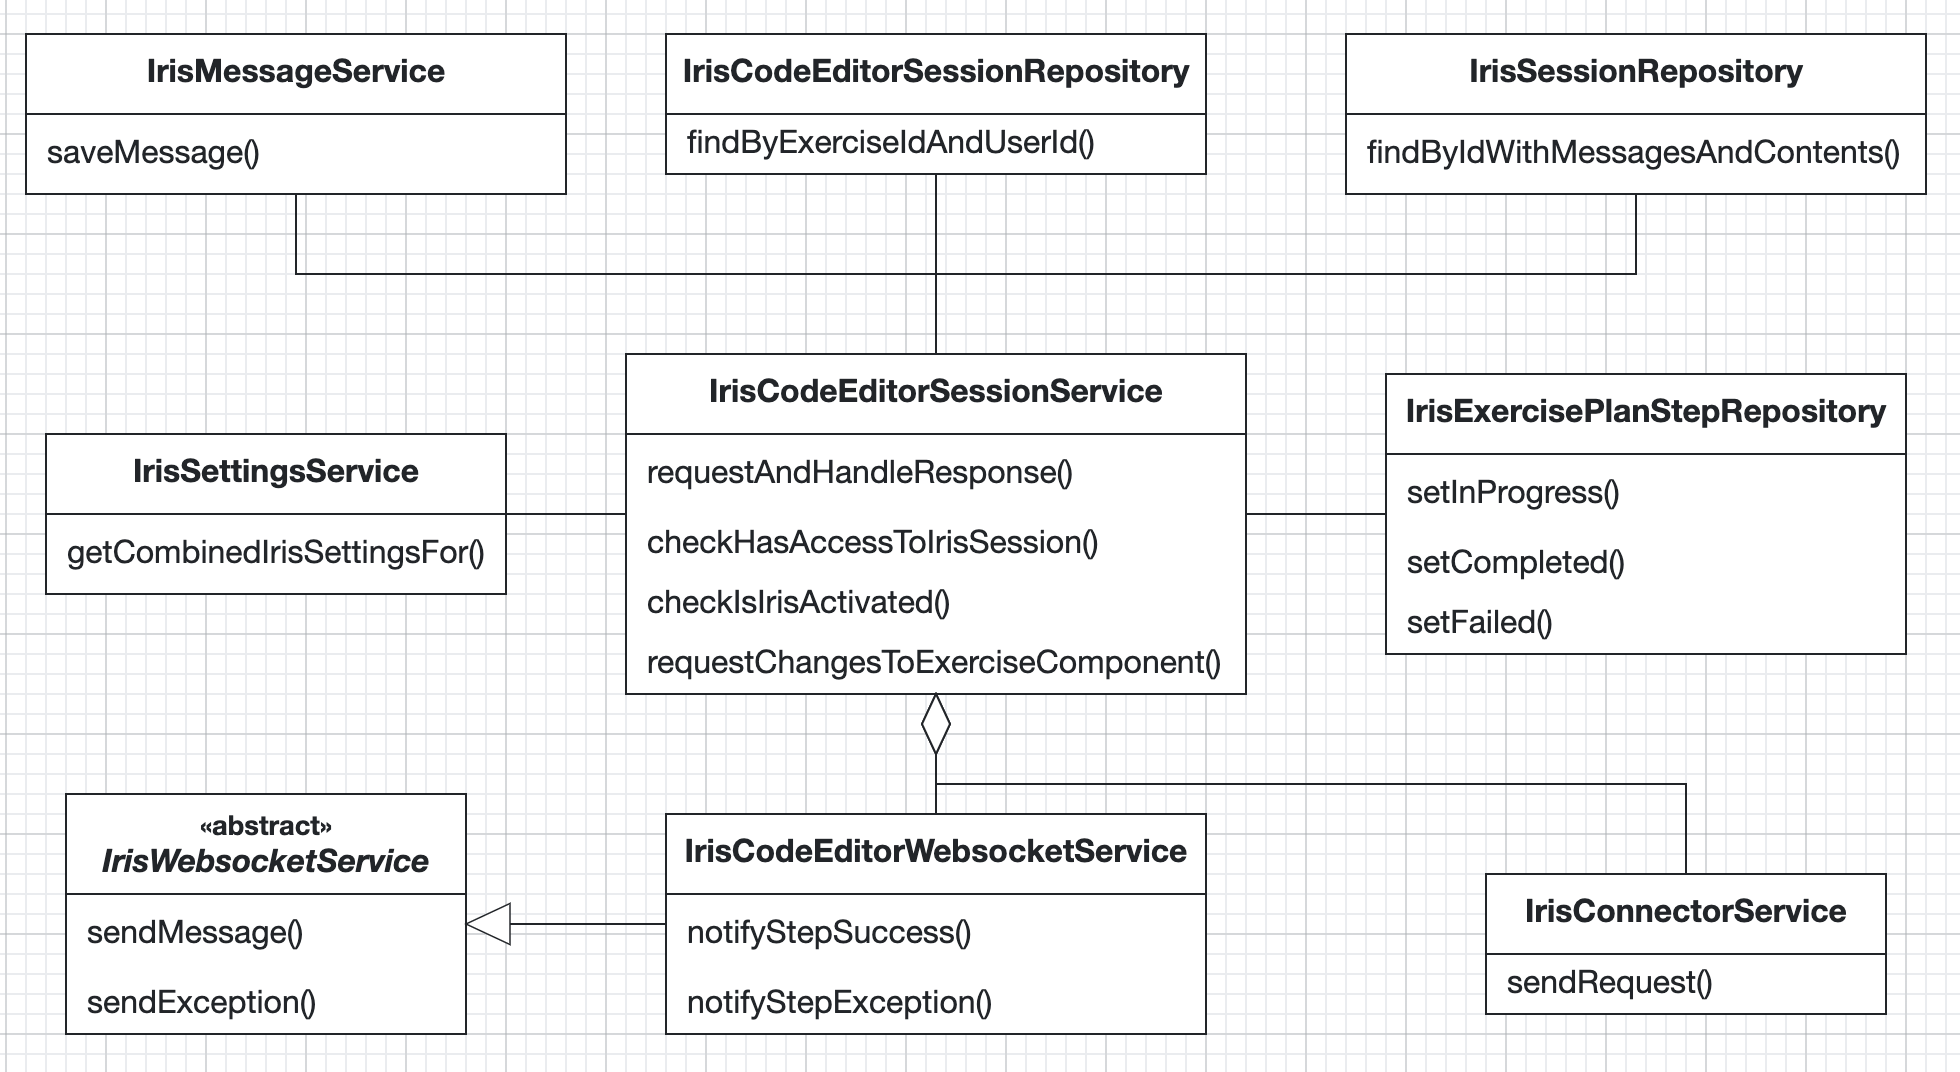 IrisMessageService
saveMessage()
IrisCodeEditorSessionRepository
findByExerciseIdAndUserId()
IrisSessionRepository
findByIdWithMessagesAndContents()
IrisSettingsService
getCombinedIrisSettingsFor()
IrisCodeEditorSessionService
requestAndHandleResponse()
checkHasAccessToIrisSession()
checkIsIrisActivated()
requestChangesToExerciseComponent()
IrisExercisePlanStepRepository
setInProgress()
setCompleted()
setFailed()
«abstract»
IrisWebsocketService
sendMessage()
sendException()
IrisCodeEditorWebsocketService
notifyStepSuccess()
notifyStepException()
IrisConnectorService
sendRequest()